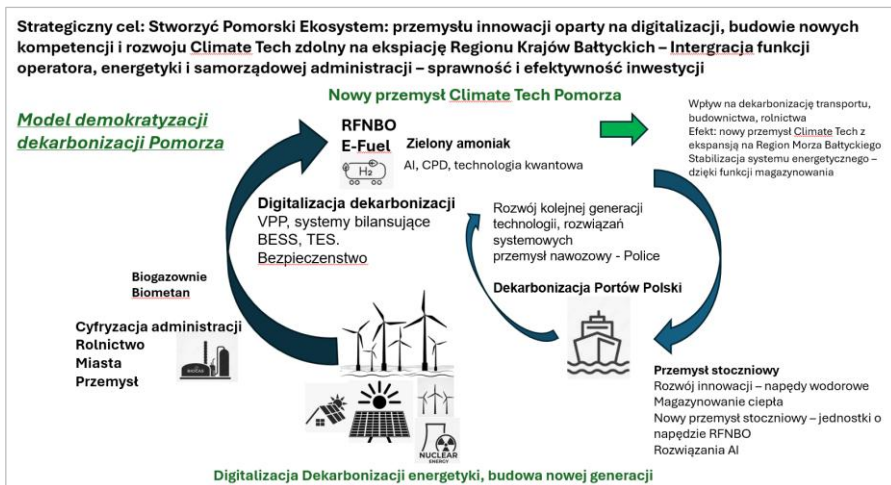 Strategiczny cel: Stworzyć Pomorski Ekosystem: przemysłu innowacji oparty na digitalizacji, budowie nowych
kompetencji i rozwoju Climate Tech zdolny na ekspiację Regionu Krajów Bałtyckich – Intergracja funkcji
operatora, energetyki i samorządowej administracji – sprawność i efektywność inwestycji
Nowy przemysł Climate Tech Pomorza
Model demokratyzacji
dekarbonizacji Pomorza
RFNBO
E-Fuel
Zielony amoniak
AI, CPD, technologia kwantowa
H2
Wpływ na dekarbonizację transportu,
budownictwa, rolnictwa
Efekt: nowy przemysł Climate Tech z
ekspansją na Region Morza Bałtyckiego
Stabilizacja systemu energetycznego –
dzięki funkcji magazynowania
Digitalizacja dekarbonizacji
VPP, systemy bilansujące
BESS, TES.
Bezpieczenstwo
Rozwój kolejnej generacji
technologii, rozwiązań
systemowych
przemysł nawozowy - Police
Biogazownie
Biometan
Dekarbonizacja Portów Polski
Cyfryzacja administracji
Rolnictwo
Miasta
Przemysł
BIOGAS
Przemysł stoczniowy
Rozwój innowacji – napędy wodorowe
Magazynowanie ciepła
Nowy przemysł stoczniowy – jednostki o
napędzie RFNBO
Rozwiązania AI
NUCLEAR
ENERGY
Digitalizacja Dekarbonizacji energetyki, budowa nowej generacji